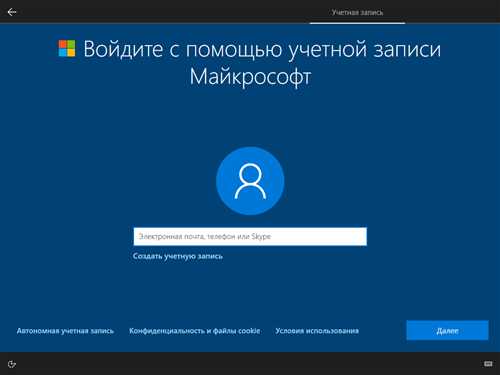 Учетная запись
Войдите с помощью учетной записи
Майкрософт
Электронная почта, телефон или Skype
Создать учетную запись
Автономная учетная запись
Конфиденциальность и файлы cookie
Условия использования
Далее